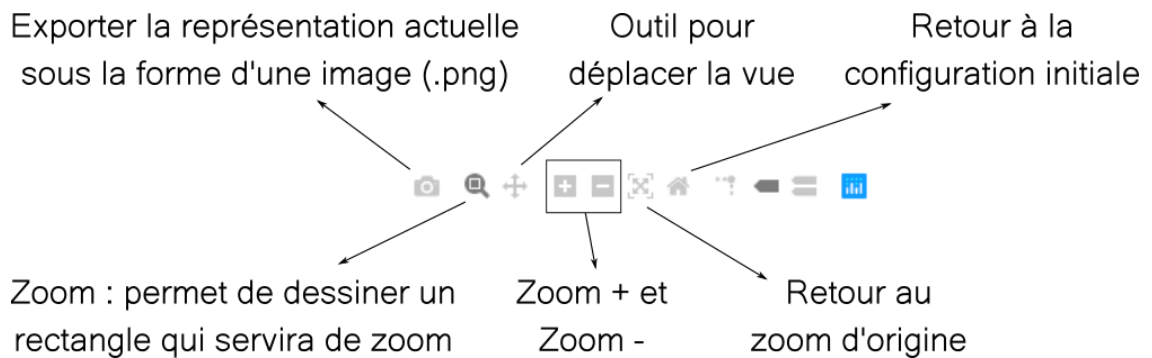 Exporter la représentation actuelle
sous la forme d'une image (.png)
Outil pour
déplacer la vue
Retour à la
configuration initiale
Zoom : permet de dessiner un
rectangle qui servira de zoom
Zoom + et
Zoom -
Retour au
zoom d'origine